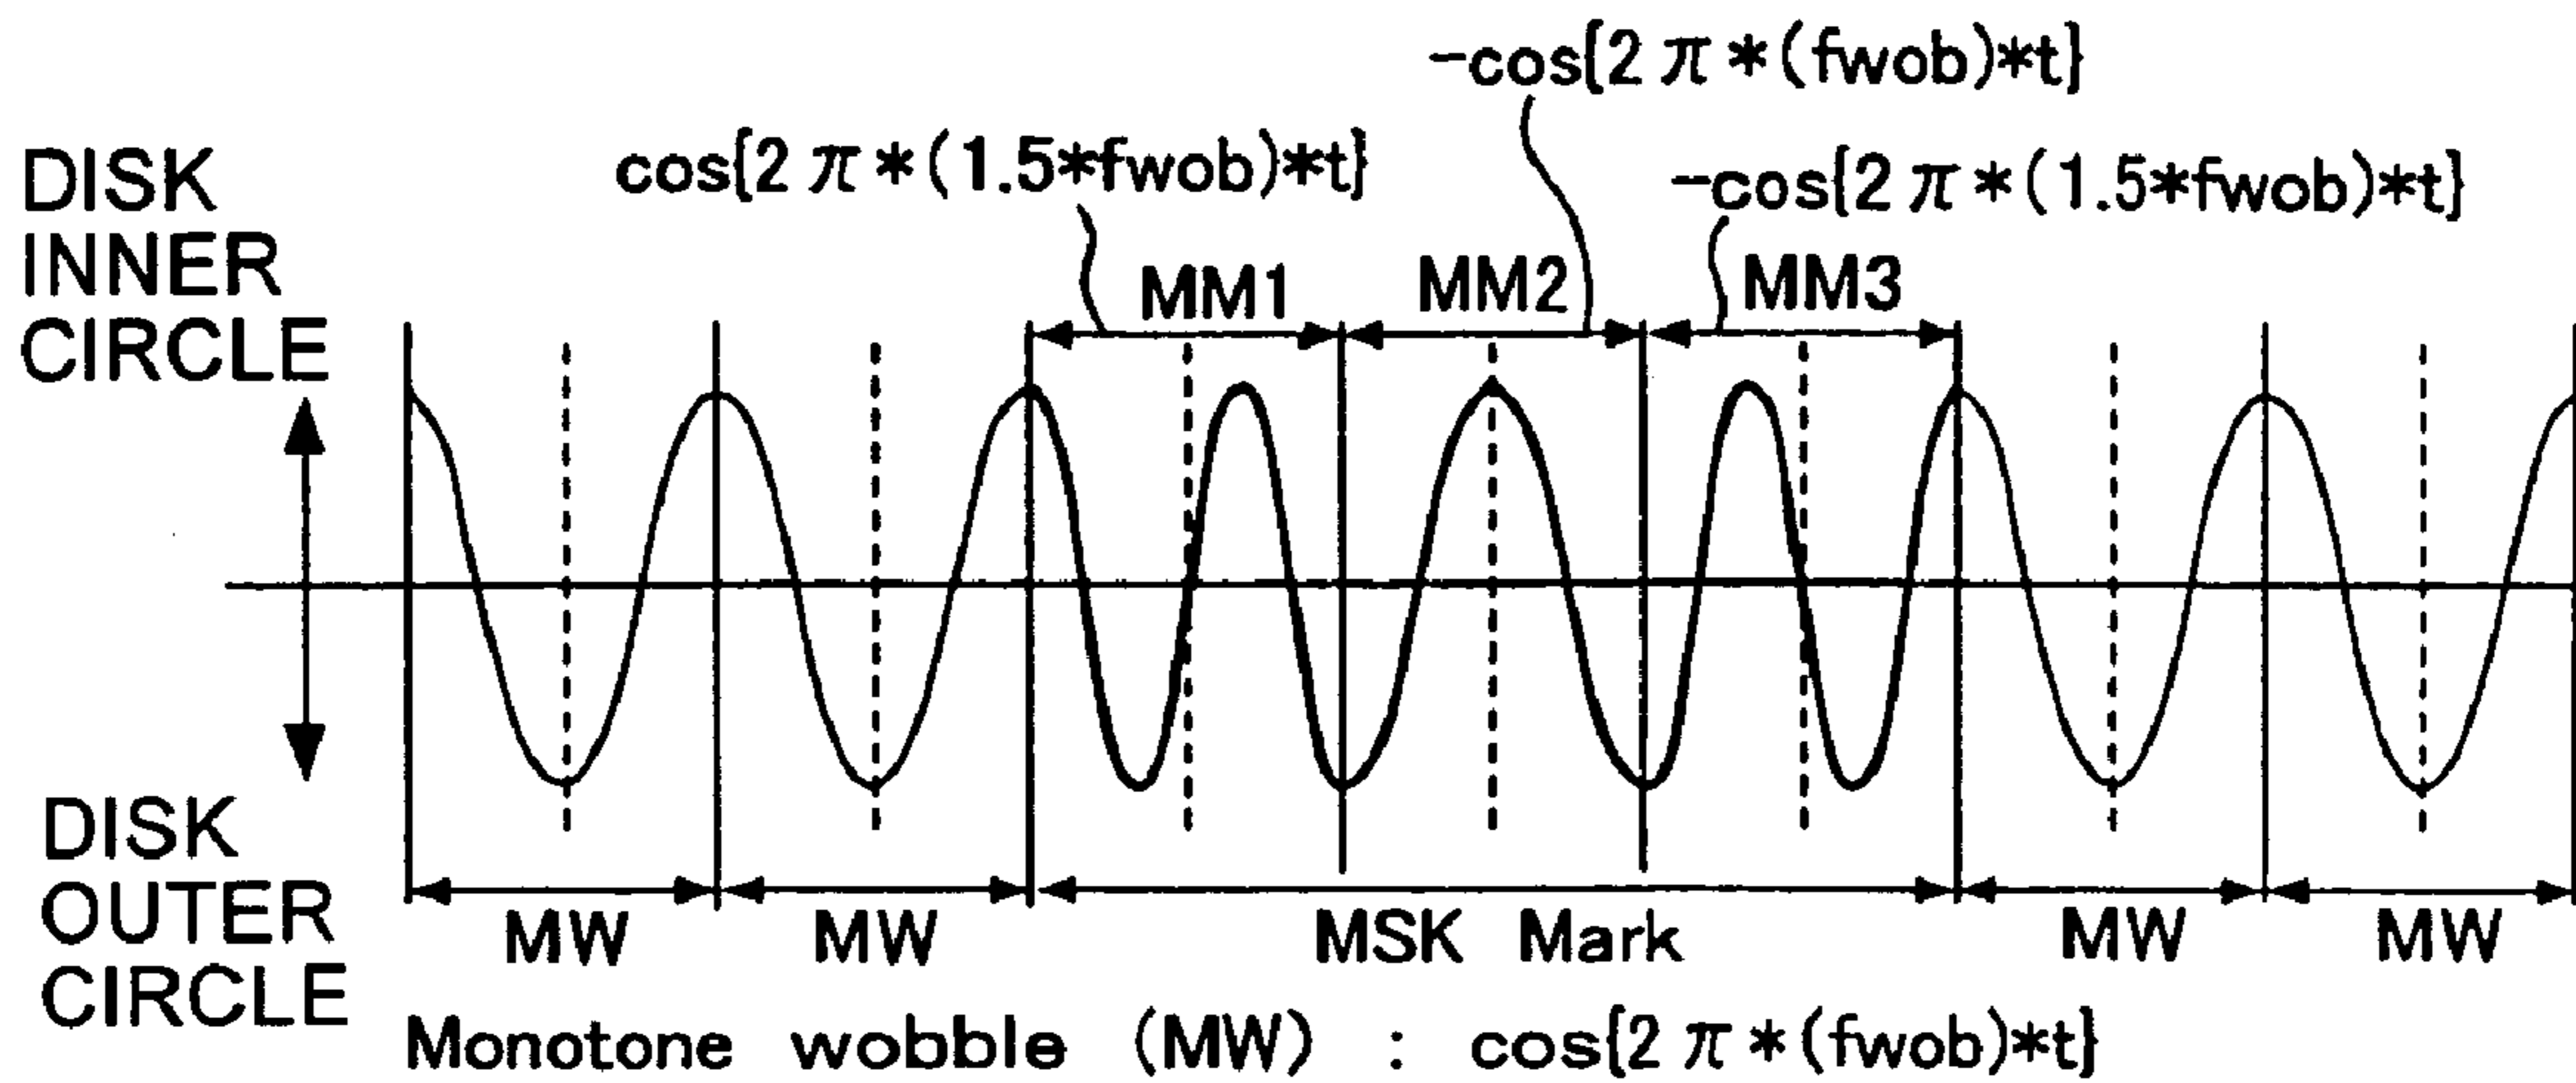 -cos{2π*(fwob)*t}
cos{2π*(1.5*fwob)*t}
-cos{2π*(1.5*fwob)*t}
DISK
INNER
CIRCLE
MM1
MM2
MM3
DISK
OUTER
CIRCLE
MW
MW
MSK Mark
MW
MW
Monotone wobble (MW) : cos{2π*(fwob)*t}